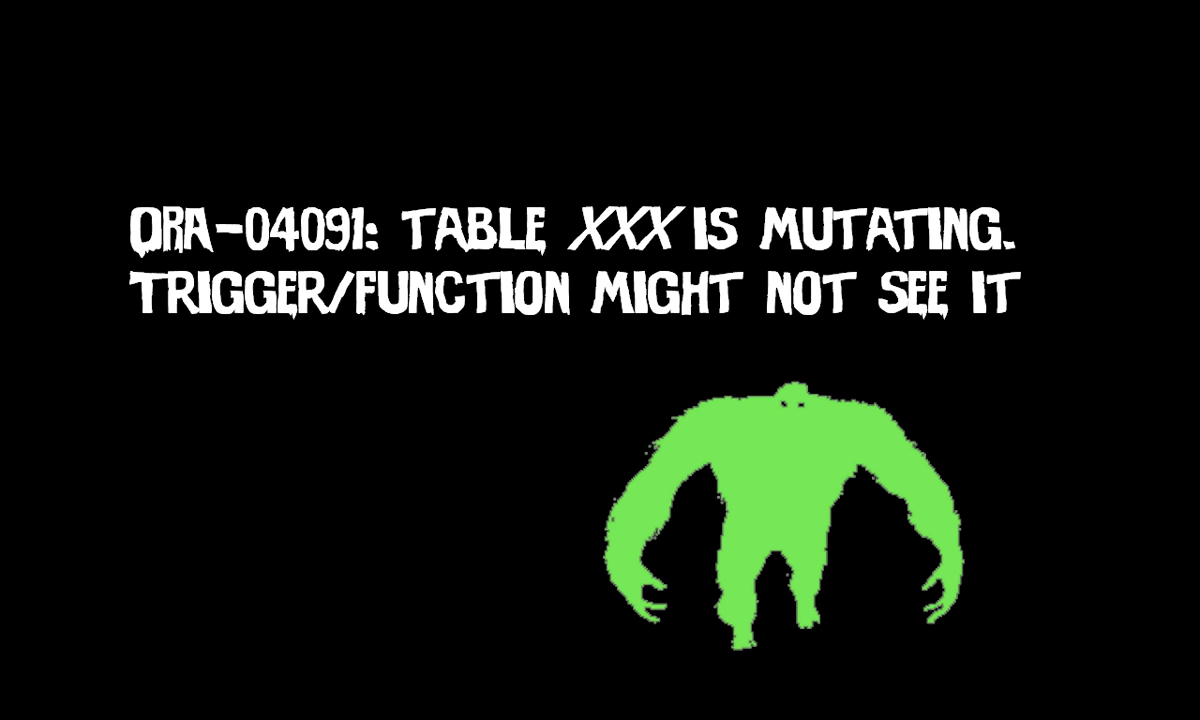 ORA-04091: TABLE XXX IS MUTATING.
TRIGGER/FUNCTION MIGHT NOT SEE IT